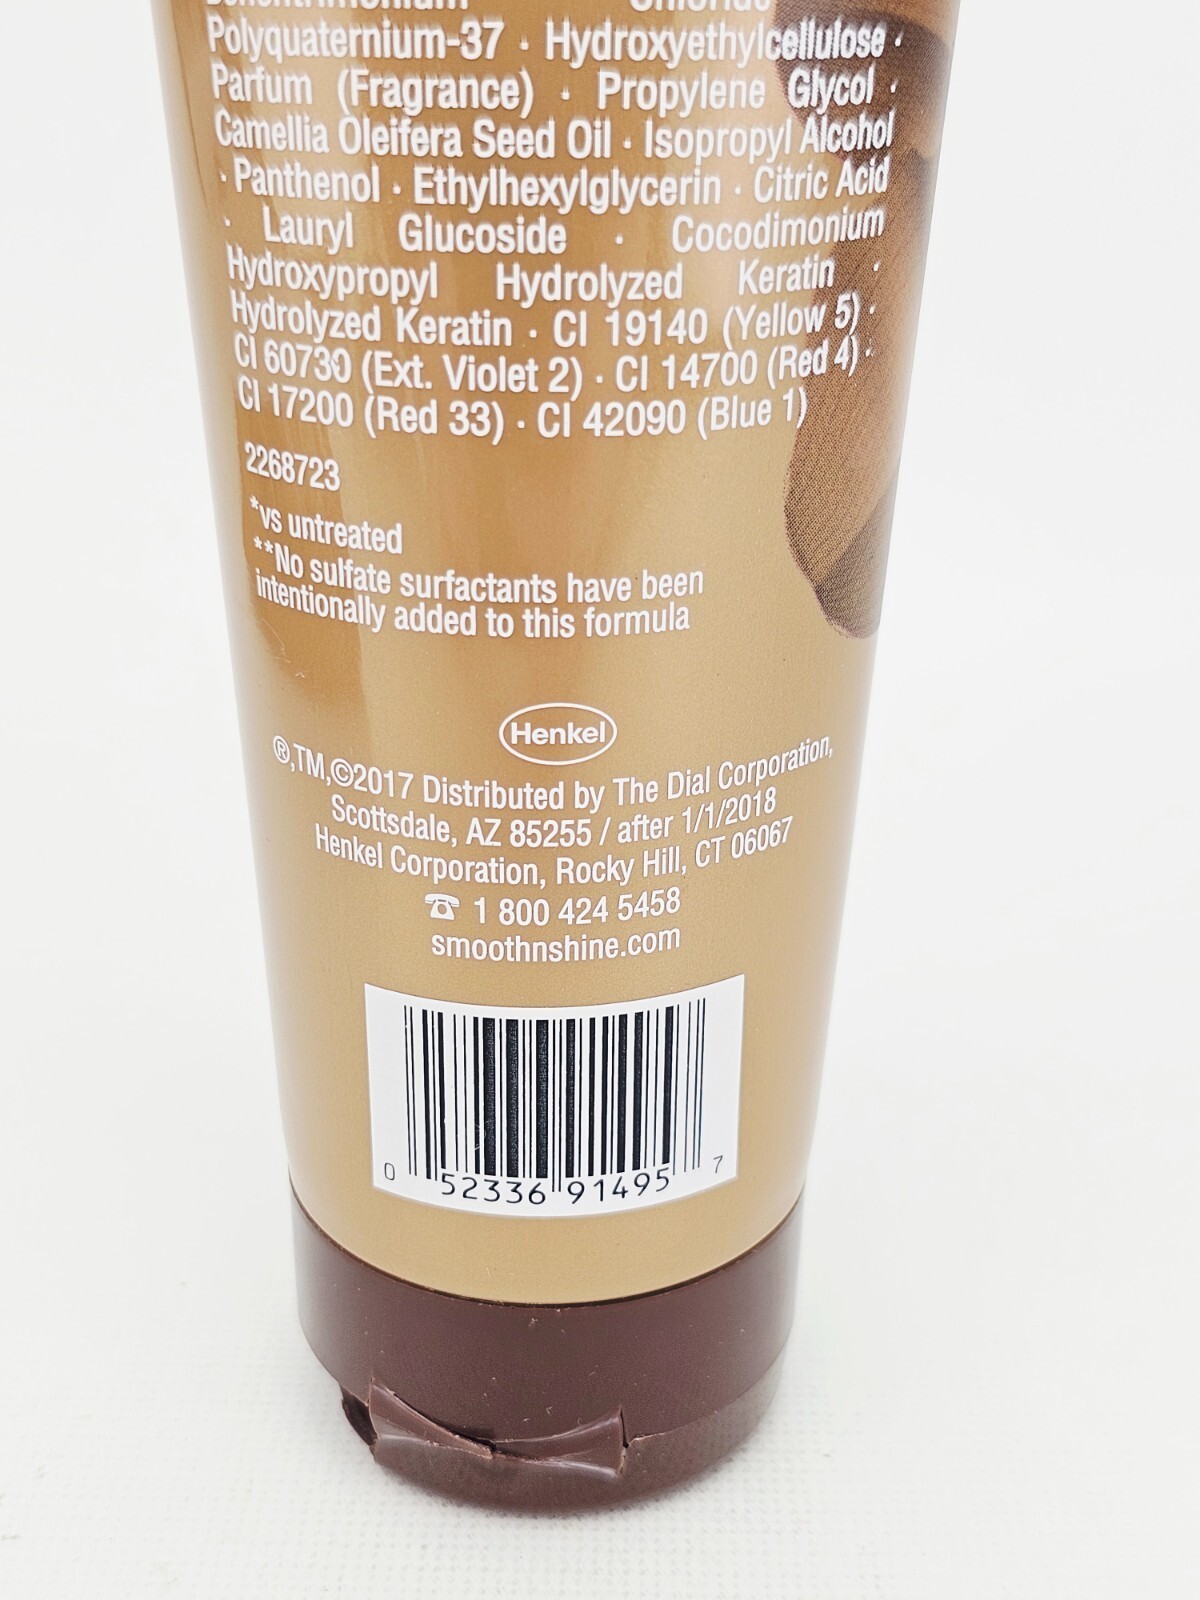 Chloride
Polyquaternium-37 · Hydroxyethylcellulose ·
Parfum (Fragrance) · Propylene Glycol ·
Camellia Oleifera Seed Oil · Isopropyl Alcohol
· Panthenol · Ethylhexylglycerin · Citric Acid
· Lauryl Glucoside · Cocodimonium
Hydroxypropyl Hydrolyzed Keratin ·
Hydrolyzed Keratin · CI 19140 (Yellow 5) ·
CI 60730 (Ext. Violet 2) · CI 14700 (Red 4) ·
CI 17200 (Red 33) · CI 42090 (Blue 1)
2268723
*vs untreated
**No sulfate surfactants have been
intentionally added to this formula
Henkel
®,TM,©2017 Distributed by The Dial Corporation,
Scottsdale, AZ 85255 / after 1/1/2018
Henkel Corporation, Rocky Hill, CT 06067
☎ 1 800 424 5458
smoothnshine.com
0 52336 91495 7